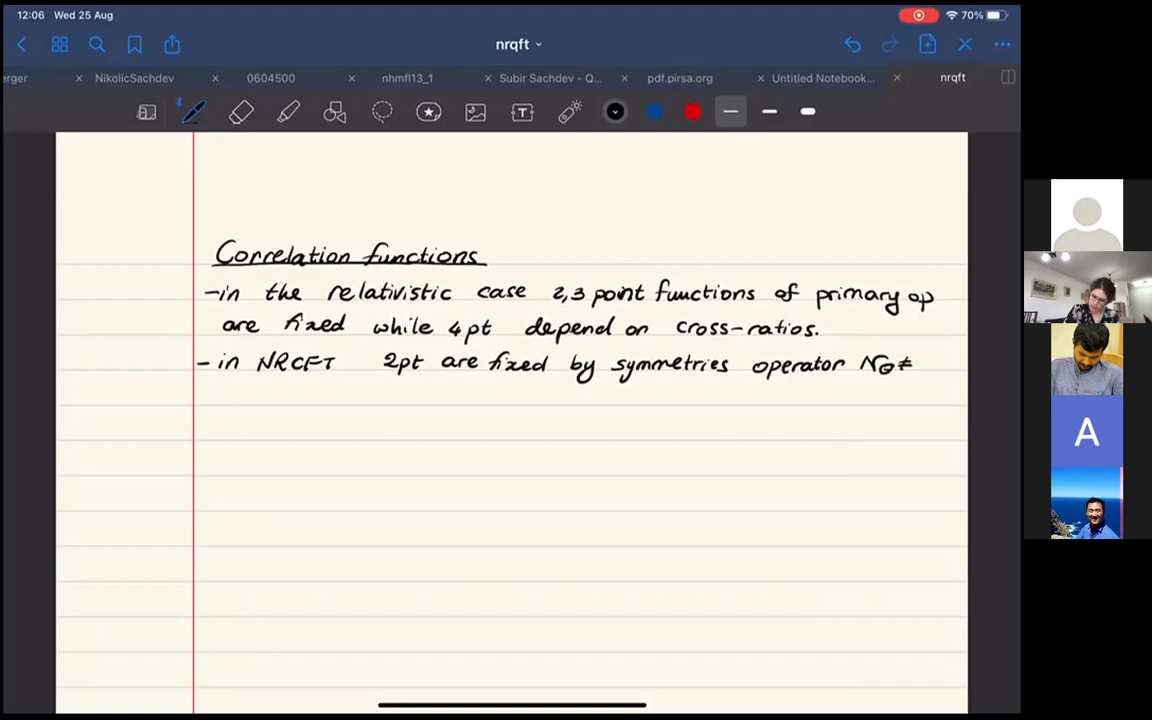 12:06 Wed 25 Aug
70%
nrqft
erger
NikolicSachdev
0604500
nhmfl13_1
Subir Sachdev - Q...
pdf.pirsa.org
Untitled Notebook...
nrqft
Correlation functions
- in the relativistic case 2,3 point functions of primary op
are fixed while 4pt depend on cross-ratios.
- in NRCFT 2pt are fixed by symmetries operator N_O ≠
A